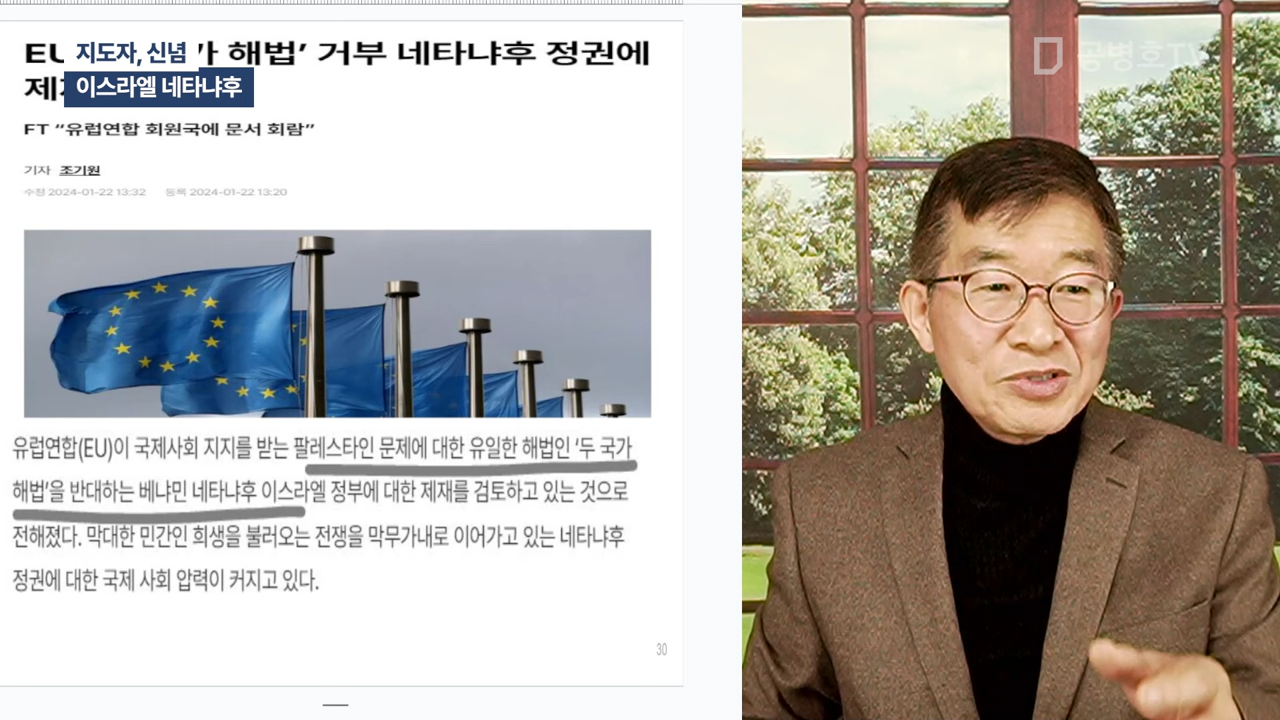 EU
지도자, 신념
해법’ 거부 네타냐후 정권에
이스라엘 네타냐후
FT “유럽연합 회원국에 문서 회람”
기자 조기원
수정 2024-01-22 13:32 등록 2024-01-22 13:20
유럽연합(EU)이 국제사회 지지를 받는 팔레스타인 문제에 대한 유일한 해법인 ‘두 국가
해법’을 반대하는 베냐민 네타냐후 이스라엘 정부에 대한 제재를 검토하고 있는 것으로
전해졌다. 막대한 민간인 희생을 불러오는 전쟁을 막무가내로 이어가고 있는 네타냐후
정권에 대한 국제 사회 압력이 커지고 있다.
30
공병호TV